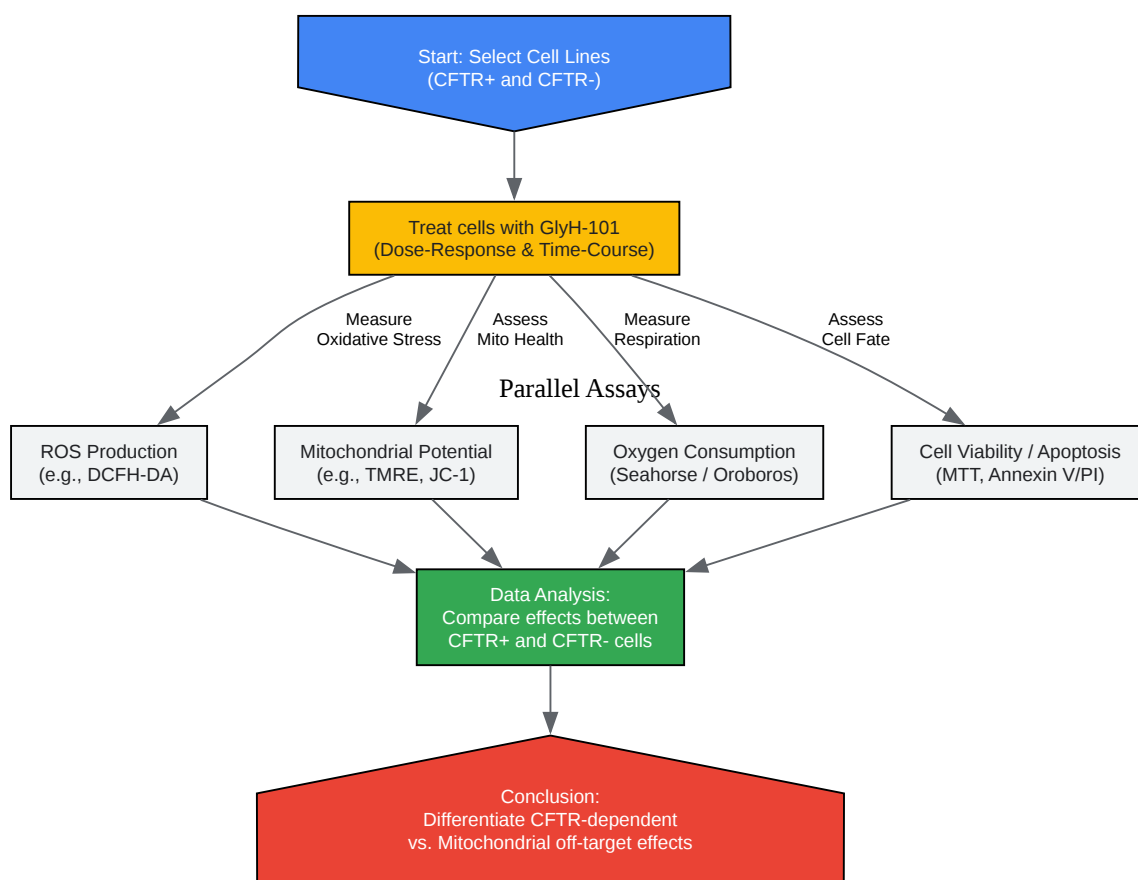 Start: Select Cell Lines
(CFTR+ and CFTR-)
Treat cells with GlyH-101
(Dose-Response & Time-Course)
Measure
Oxidative Stress
Assess
Mito Health
Measure
Respiration
Assess
Cell Fate
Parallel Assays
ROS Production
(e.g., DCFH-DA)
Mitochondrial Potential
(e.g., TMRE, JC-1)
Oxygen Consumption
(Seahorse / Oroboros)
Cell Viability / Apoptosis
(MTT, Annexin V/PI)
Data Analysis:
Compare effects between
CFTR+ and CFTR- cells
Conclusion:
Differentiate CFTR-dependent
vs. Mitochondrial off-target effects